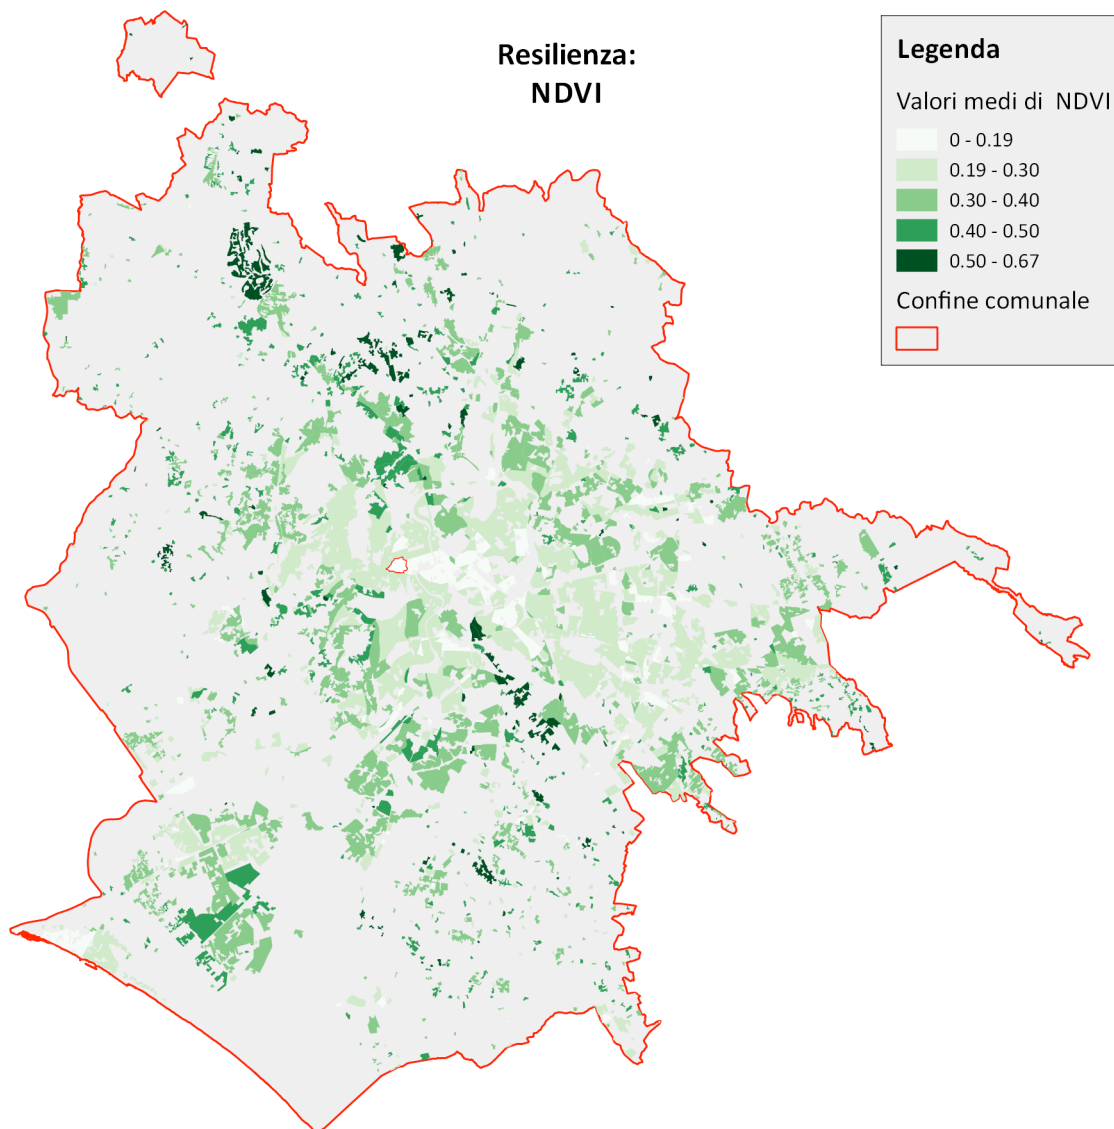 Resilienza:
NDVI
Legenda
Valori medi di NDVI
0 - 0.19
0.19 - 0.30
0.30 - 0.40
0.40 - 0.50
0.50 - 0.67
Confine comunale